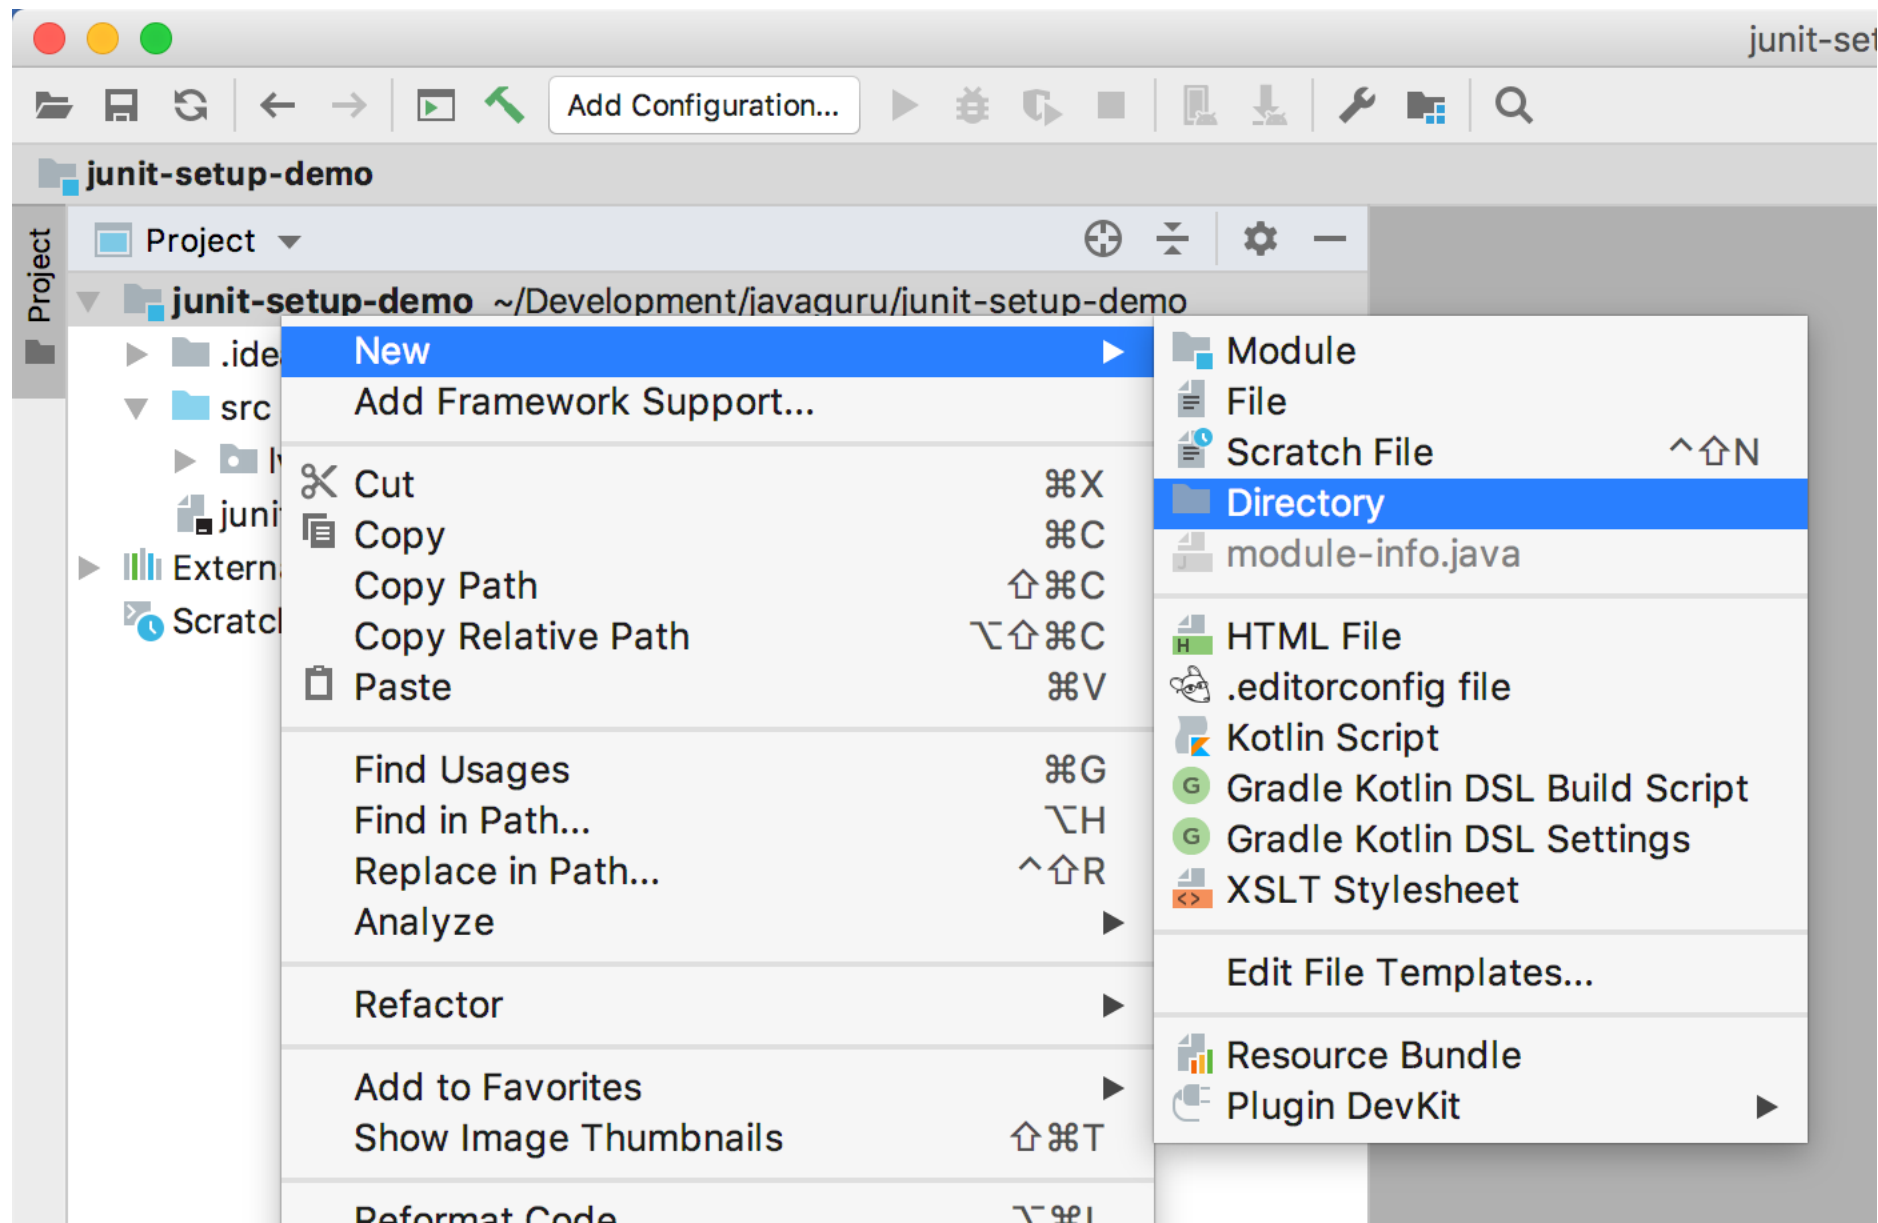 junit-set
Add Configuration...
junit-setup-demo
Project
Project
junit-setup-demo ~/Development/javaguru/junit-setup-demo
.idea
src
External
Scratch
New
Add Framework Support...
Cut ⌘X
Copy ⌘C
Copy Path ⇧⌘C
Copy Relative Path ⌥⇧⌘C
Paste ⌘V
Find Usages ⌘G
Find in Path... ⌥H
Replace in Path... ^⇧R
Analyze
Refactor
Add to Favorites
Show Image Thumbnails ⇧⌘T
Reformat Code ⌥⌘L
Module
File
Scratch File ^⇧N
Directory
module-info.java
HTML File
.editorconfig file
Kotlin Script
Gradle Kotlin DSL Build Script
Gradle Kotlin DSL Settings
XSLT Stylesheet
Edit File Templates...
Resource Bundle
Plugin DevKit